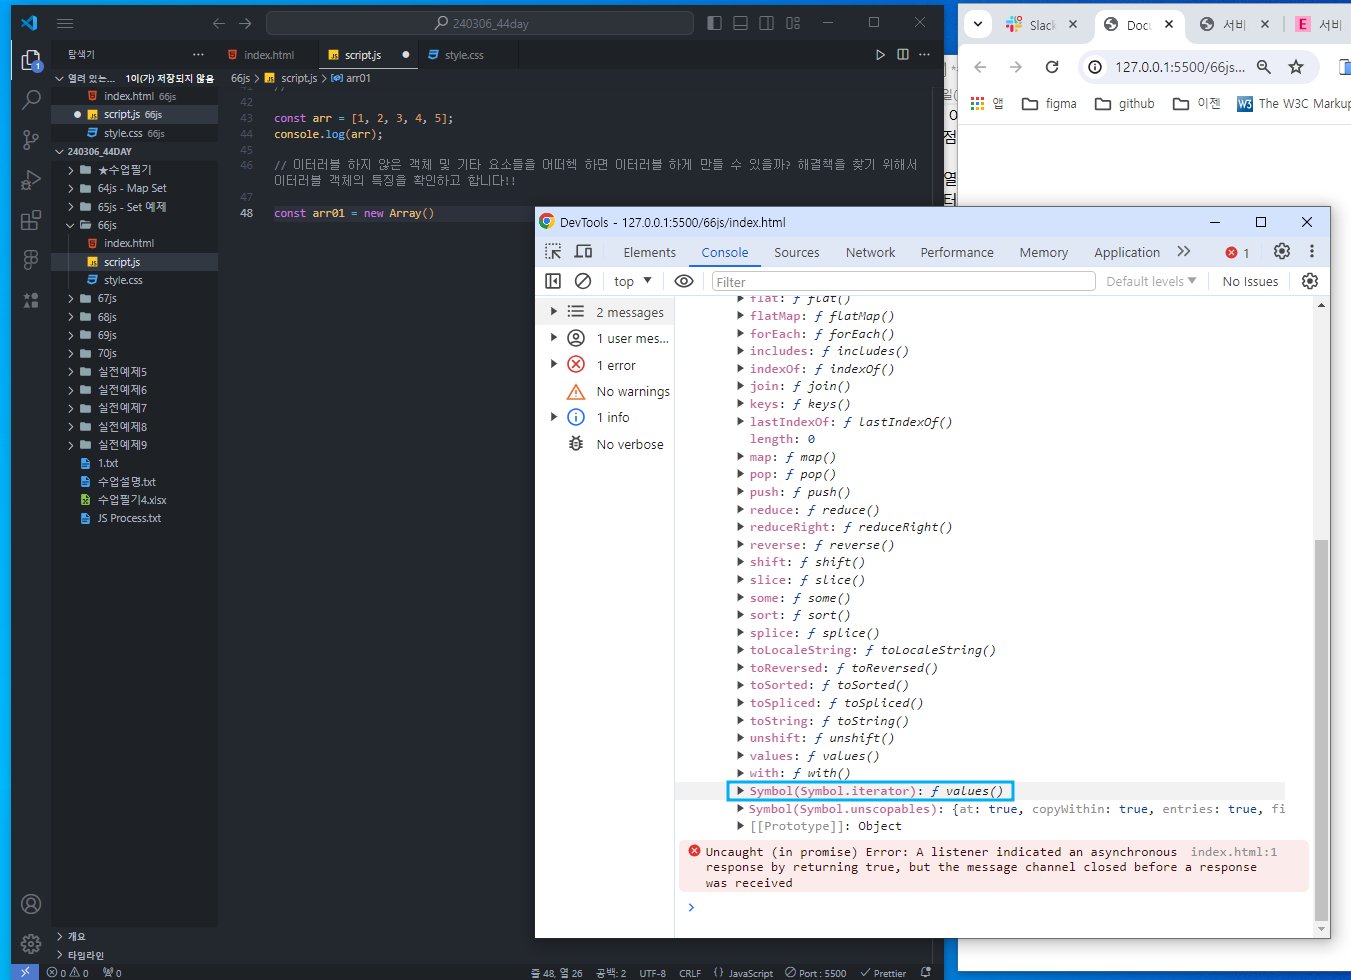 240306_44day
탐색기
열려 있는... 1이(가) 저장되지 않음
index.html 66js
script.js 66js
style.css 66js
240306_44DAY
★수업필기
64js - Map Set
65js - Set 예제
66js
index.html
script.js
style.css
67js
68js
69js
70js
실전예제5
실전예제6
실전예제7
실전예제8
실전예제9
1.txt
수업설명.txt
수업필기4.xlsx
JS Process.txt
개요
타임라인
index.html
script.js
style.css
66js > script.js > arr01
41 //
42
43 const arr = [1, 2, 3, 4, 5];
44 console.log(arr);
45
46 // 이터러블 하지 않은 객체 및 기타 요소들을 어떠헥 하면 이터러블 하게 만들 수 있을까? 해결책을 찾기 위해서
이터러블 객체의 특징을 확인하고 합니다!!
47
48 const arr01 = new Array()
0 0 0
줄 48, 열 26 공백: 2 UTF-8 CRLF {} JavaScript Port : 5500 Prettier
Slack
Docu
서비
서비
127.0.0.1:5500/66js...
앱 figma github 이젠 The W3C Markup
점
열
터
DevTools - 127.0.0.1:5500/66js/index.html
Elements Console Sources Network Performance Memory Application 1
top Filter Default levels No Issues
2 messages
1 user mes...
1 error
No warnings
1 info
No verbose
flat: ƒ flat()
flatMap: ƒ flatMap()
forEach: ƒ forEach()
includes: ƒ includes()
indexOf: ƒ indexOf()
join: ƒ join()
keys: ƒ keys()
lastIndexOf: ƒ lastIndexOf()
length: 0
map: ƒ map()
pop: ƒ pop()
push: ƒ push()
reduce: ƒ reduce()
reduceRight: ƒ reduceRight()
reverse: ƒ reverse()
shift: ƒ shift()
slice: ƒ slice()
some: ƒ some()
sort: ƒ sort()
splice: ƒ splice()
toLocaleString: ƒ toLocaleString()
toReversed: ƒ toReversed()
toSorted: ƒ toSorted()
toSpliced: ƒ toSpliced()
toString: ƒ toString()
unshift: ƒ unshift()
values: ƒ values()
with: ƒ with()
Symbol(Symbol.iterator): ƒ values()
Symbol(Symbol.unscopables): {at: true, copyWithin: true, entries: true, fi
[[Prototype]]: Object
Uncaught (in promise) Error: A listener indicated an asynchronous index.html:1
response by returning true, but the message channel closed before a response
was received